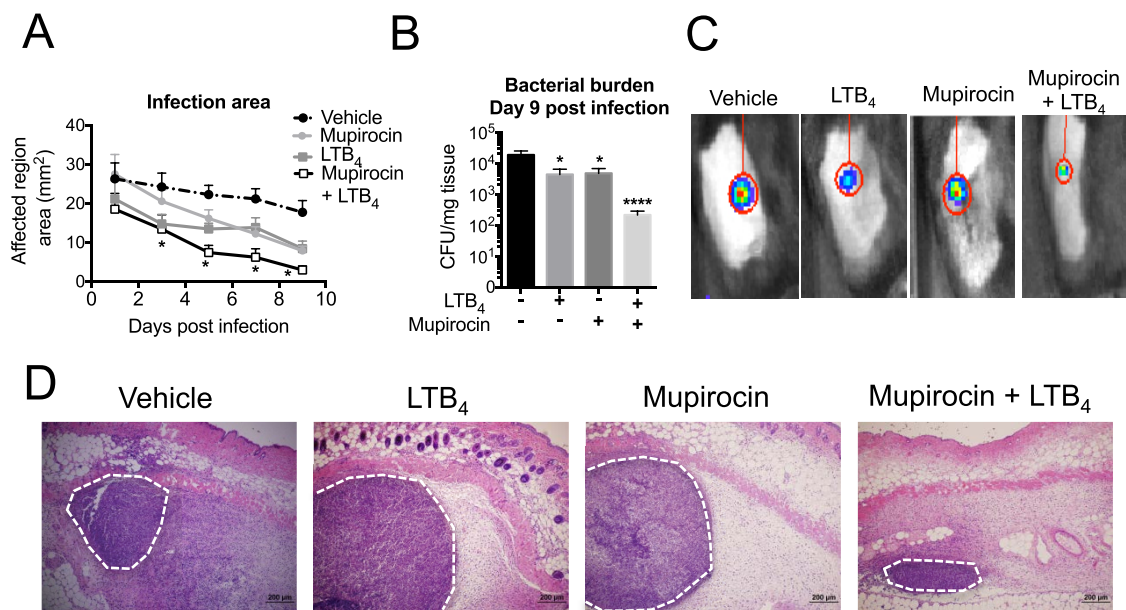 A
Infection area
Affected region
area (mm²)
40
30
20
10
0
0 2 4 6 8 10
Days post infection
* * * *
Vehicle
Mupirocin
LTB₄
Mupirocin
+ LTB₄
B
Bacterial burden
Day 9 post infection
CFU/mg tissue
10⁵
10⁴
10³
10²
10¹
0
* * ****
LTB₄ - + - +
Mupirocin - - + +
C
Vehicle
LTB₄
Mupirocin
Mupirocin
+ LTB₄
D
Vehicle
LTB₄
Mupirocin
Mupirocin + LTB₄
200 µm
200 µm
200 µm
200 µm